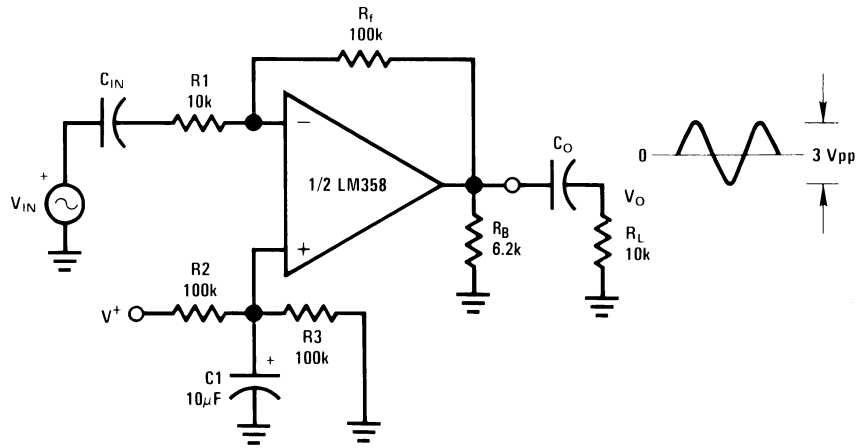 Rf
100k
CIN
R1
10k
−
CO
0
3 Vpp
1/2 LM358
+
VIN
VO
RB
6.2k
RL
10k
+
R2
100k
V+
R3
100k
+
C1
10μF